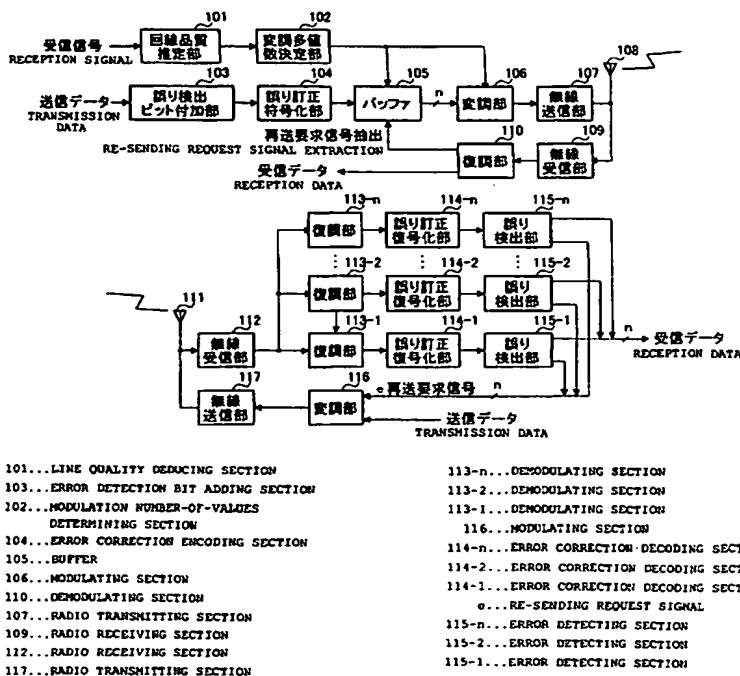 101
102
受信信号
RECEPTION SIGNAL
回線品質
推定部
変調多値
数決定部
108
送信データ
TRANSMISSION
DATA
103
誤り検出
ビット付加部
104
誤り訂正
符号化部
105
バッファ
n
106
変調部
107
無線
送信部
再送要求信号抽出
RE-SENDING REQUEST SIGNAL EXTRACTION
110
復調部
109
無線
受信部
受信データ
RECEPTION DATA
113-n
114-n
115-n
復調部
誤り訂正
復号化部
誤り
検出部
113-2
114-2
115-2
復調部
誤り訂正
復号化部
誤り
検出部
111
112
無線
受信部
113-1
114-1
115-1
復調部
誤り訂正
復号化部
誤り
検出部
n
受信データ
RECEPTION DATA
117
無線
送信部
116
変調部
e 再送要求信号
n
送信データ
TRANSMISSION DATA
101...LINE QUALITY DEDUCING SECTION
103...ERROR DETECTION BIT ADDING SECTION
102...MODULATION NUMBER-OF-VALUES
DETERMINING SECTION
104...ERROR CORRECTION ENCODING SECTION
105...BUFFER
106...MODULATING SECTION
110...DEMODULATING SECTION
107...RADIO TRANSMITTING SECTION
109...RADIO RECEIVING SECTION
112...RADIO RECEIVING SECTION
117...RADIO TRANSMITTING SECTION
113-n...DEMODULATING SECTION
113-2...DEMODULATING SECTION
113-1...DEMODULATING SECTION
116...MODULATING SECTION
114-n...ERROR CORRECTION DECODING SECT
114-2...ERROR CORRECTION DECODING SECT
114-1...ERROR CORRECTION DECODING SECT
e...RE-SENDING REQUEST SIGNAL
115-n...ERROR DETECTING SECTION
115-2...ERROR DETECTING SECTION
115-1...ERROR DETECTING SECTION